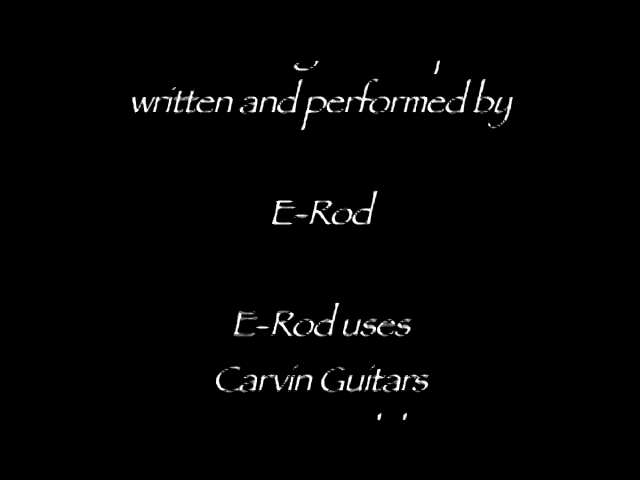 written and performed by
E-Rod
E-Rod uses
Carvin Guitars